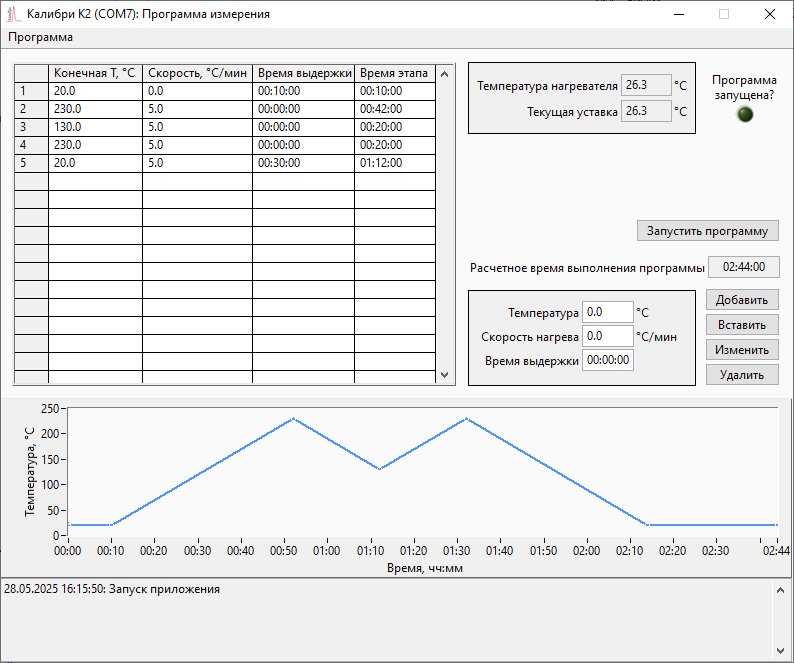 Калибри К2 (COM7): Программа измерения
Программа
Конечная Т, °С Скорость, °С/мин Время выдержки Время этапа
1 20.0 0.0 00:10:00 00:10:00
2 230.0 5.0 00:00:00 00:42:00
3 130.0 5.0 00:00:00 00:20:00
4 230.0 5.0 00:00:00 00:20:00
5 20.0 5.0 00:30:00 01:12:00
Температура нагревателя 26.3 °С
Текущая уставка 26.3 °С
Программа
запущена?
Запустить программу
Расчетное время выполнения программы 02:44:00
Температура 0.0 °С
Скорость нагрева 0.0 °С/мин
Время выдержки 00:00:00
Добавить
Вставить
Изменить
Удалить
Температура, °С
250
200
150
100
50
0
00:00 00:10 00:20 00:30 00:40 00:50 01:00 01:10 01:20 01:30 01:40 01:50 02:00 02:10 02:20 02:30 02:44
Время, чч:мм
28.05.2025 16:15:50: Запуск приложения